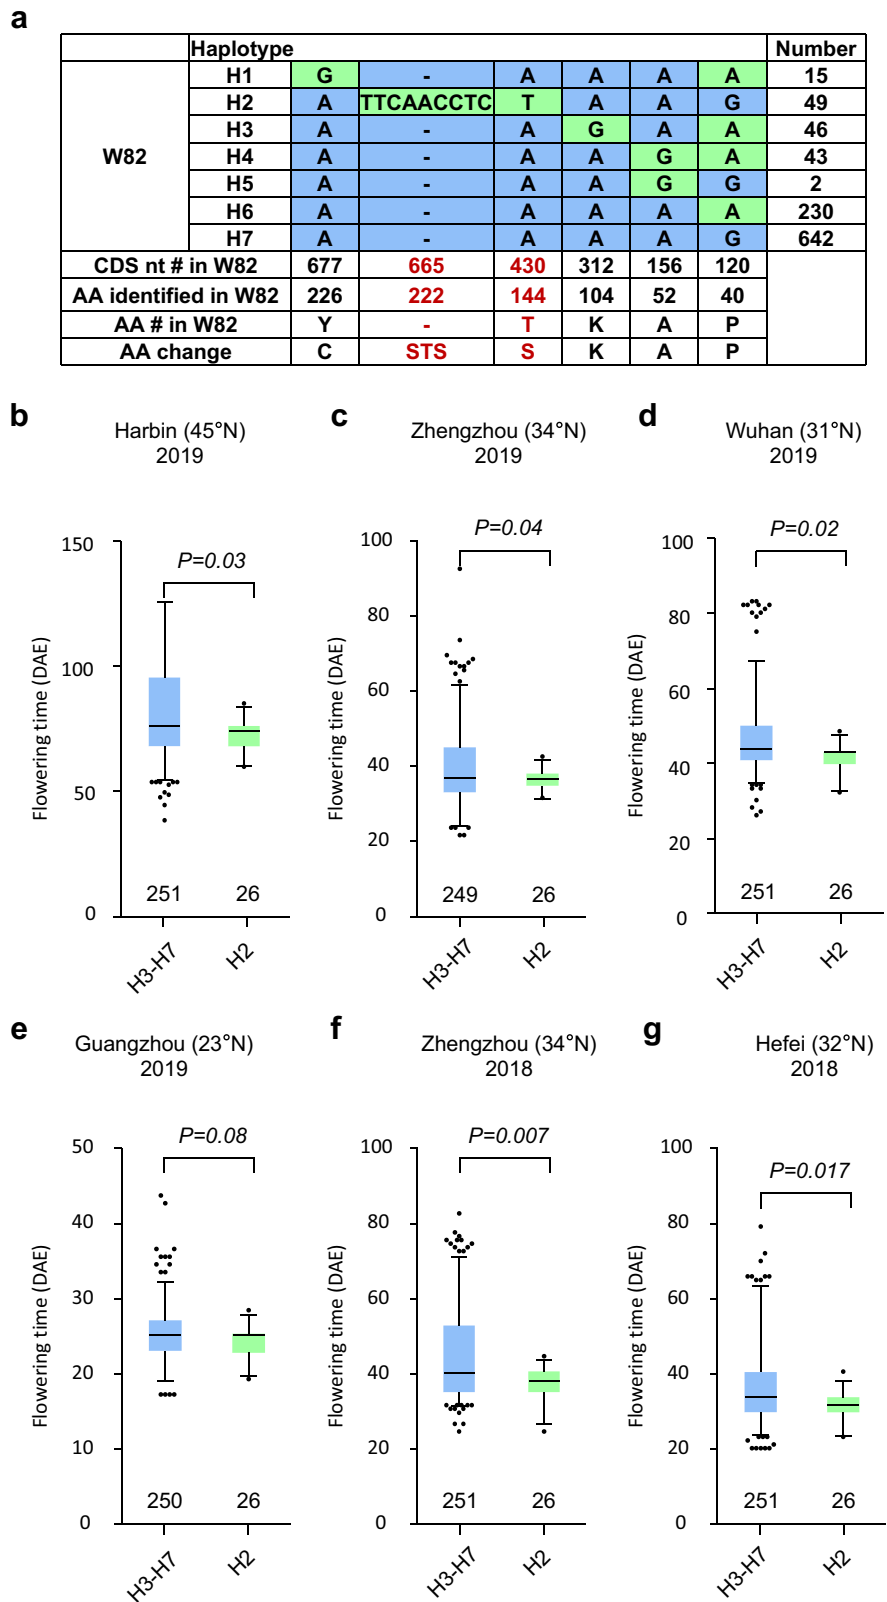 a
Haplotype Number
W82
H1 G - A A A A 15
H2 A TTCAACCTC T A A G 49
H3 A - A G A A 46
H4 A - A A G A 43
H5 A - A A G G 2
H6 A - A A A A 230
H7 A - A A A G 642
CDS nt # in W82 677 665 430 312 156 120
AA identified in W82 226 222 144 104 52 40
AA # in W82 Y - T K A P
AA change C STS S K A P
b
Harbin (45°N)
2019
Flowering time (DAE)
150
100
50
0
P=0.03
251 26
H3-H7 H2
c
Zhengzhou (34°N)
2019
Flowering time (DAE)
100
80
60
40
20
0
P=0.04
249 26
H3-H7 H2
d
Wuhan (31°N)
2019
Flowering time (DAE)
100
80
60
40
20
0
P=0.02
251 26
H3-H7 H2
e
Guangzhou (23°N)
2019
Flowering time (DAE)
50
40
30
20
10
0
P=0.08
250 26
H3-H7 H2
f
Zhengzhou (34°N)
2018
Flowering time (DAE)
100
80
60
40
20
0
P=0.007
251 26
H3-H7 H2
g
Hefei (32°N)
2018
Flowering time (DAE)
100
80
60
40
20
0
P=0.017
251 26
H3-H7 H2